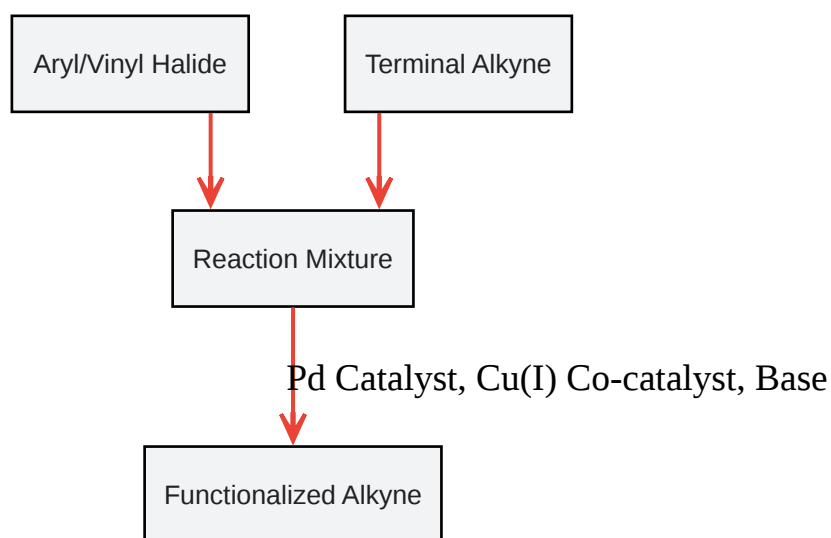 Aryl/Vinyl Halide
Terminal Alkyne
Reaction Mixture
Pd Catalyst, Cu(I) Co-catalyst, Base
Functionalized Alkyne